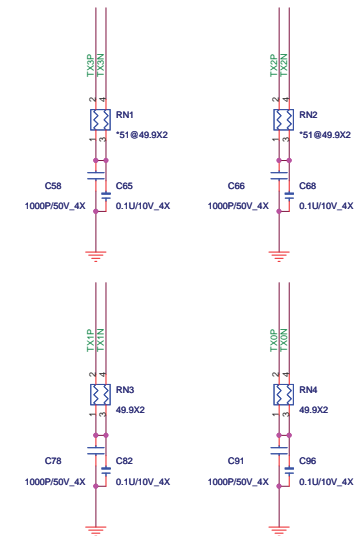 TX3P
TX3N
2 4
RN1
*51@49.9X2
1 3
C58
C65
1000P/50V_4X
0.1U/10V_4X
TX2P
TX2N
2 4
RN2
*51@49.9X2
1 3
C66
C68
1000P/50V_4X
0.1U/10V_4X
TX1P
TX1N
2 4
RN3
49.9X2
1 3
C78
C82
1000P/50V_4X
0.1U/10V_4X
TX0P
TX0N
2 4
RN4
49.9X2
1 3
C91
C96
1000P/50V_4X
0.1U/10V_4X